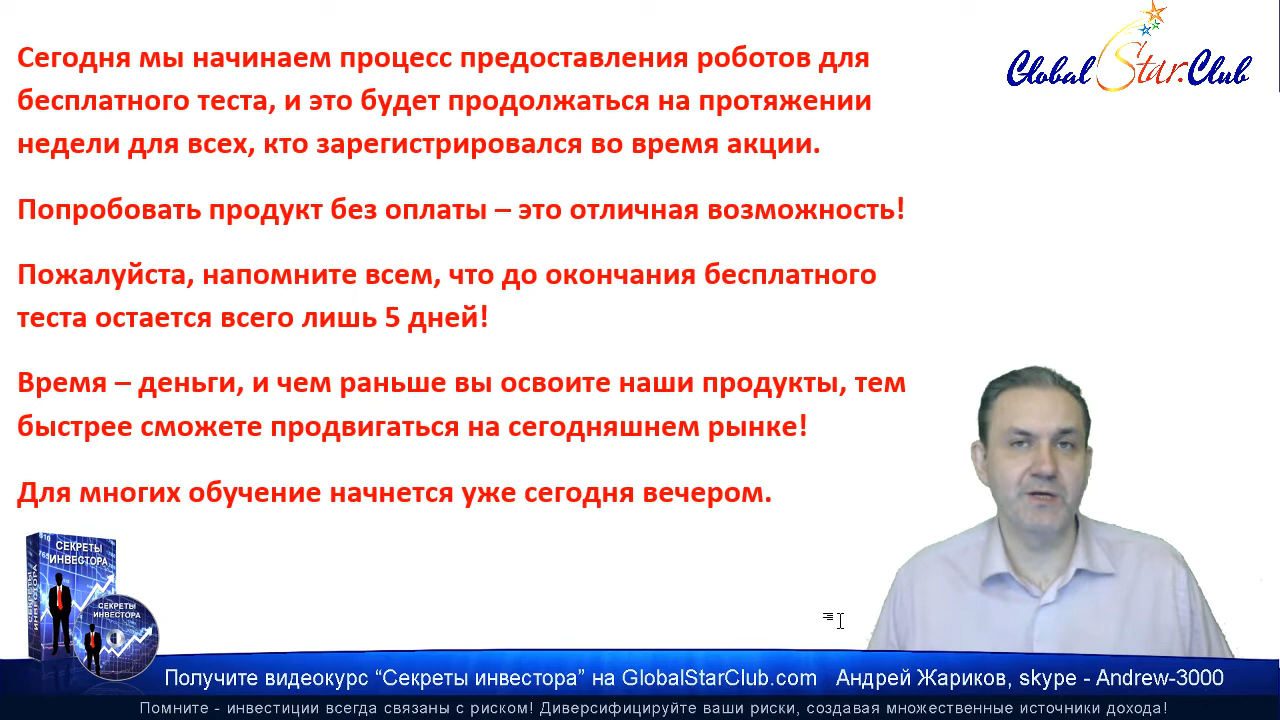 Сегодня мы начинаем процесс предоставления роботов для
бесплатного теста, и это будет продолжаться на протяжении
недели для всех, кто зарегистрировался во время акции.
Попробовать продукт без оплаты – это отличная возможность!
Пожалуйста, напомните всем, что до окончания бесплатного
теста остается всего лишь 5 дней!
Время – деньги, и чем раньше вы освоите наши продукты, тем
быстрее сможете продвигаться на сегодняшнем рынке!
Для многих обучение начнется уже сегодня вечером.
Global Star.Club
СЕКРЕТЫ
ИНВЕСТОРА
СЕКРЕТЫ ИНВЕСТОРА
СЕКРЕТЫ
ИНВЕСТОРА
Получите видеокурс “Секреты инвестора” на GlobalStarClub.com Андрей Жариков, skype - Andrew-3000
Помните - инвестиции всегда связаны с риском! Диверсифицируйте ваши риски, создавая множественные источники дохода!